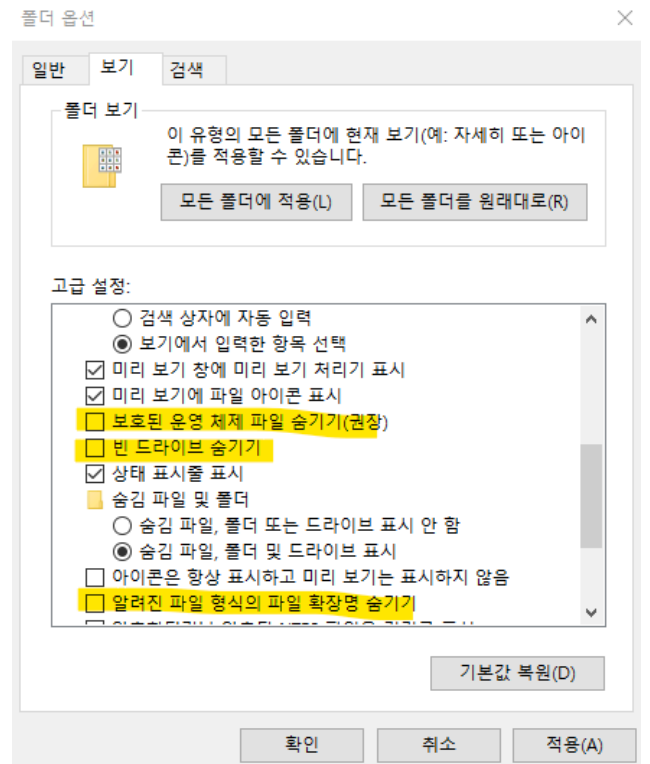 폴더 옵션
일반 보기 검색
폴더 보기
이 유형의 모든 폴더에 현재 보기(예: 자세히 또는 아이
콘)를 적용할 수 있습니다.
모든 폴더에 적용(L) 모든 폴더를 원래대로(R)
고급 설정:
검색 상자에 자동 입력
보기에서 입력한 항목 선택
미리 보기 창에 미리 보기 처리기 표시
미리 보기에 파일 아이콘 표시
보호된 운영 체제 파일 숨기기(권장)
빈 드라이브 숨기기
상태 표시줄 표시
숨김 파일 및 폴더
숨김 파일, 폴더 또는 드라이브 표시 안 함
숨김 파일, 폴더 및 드라이브 표시
아이콘은 항상 표시하고 미리 보기는 표시하지 않음
알려진 파일 형식의 파일 확장명 숨기기
기본값 복원(D)
확인 취소 적용(A)